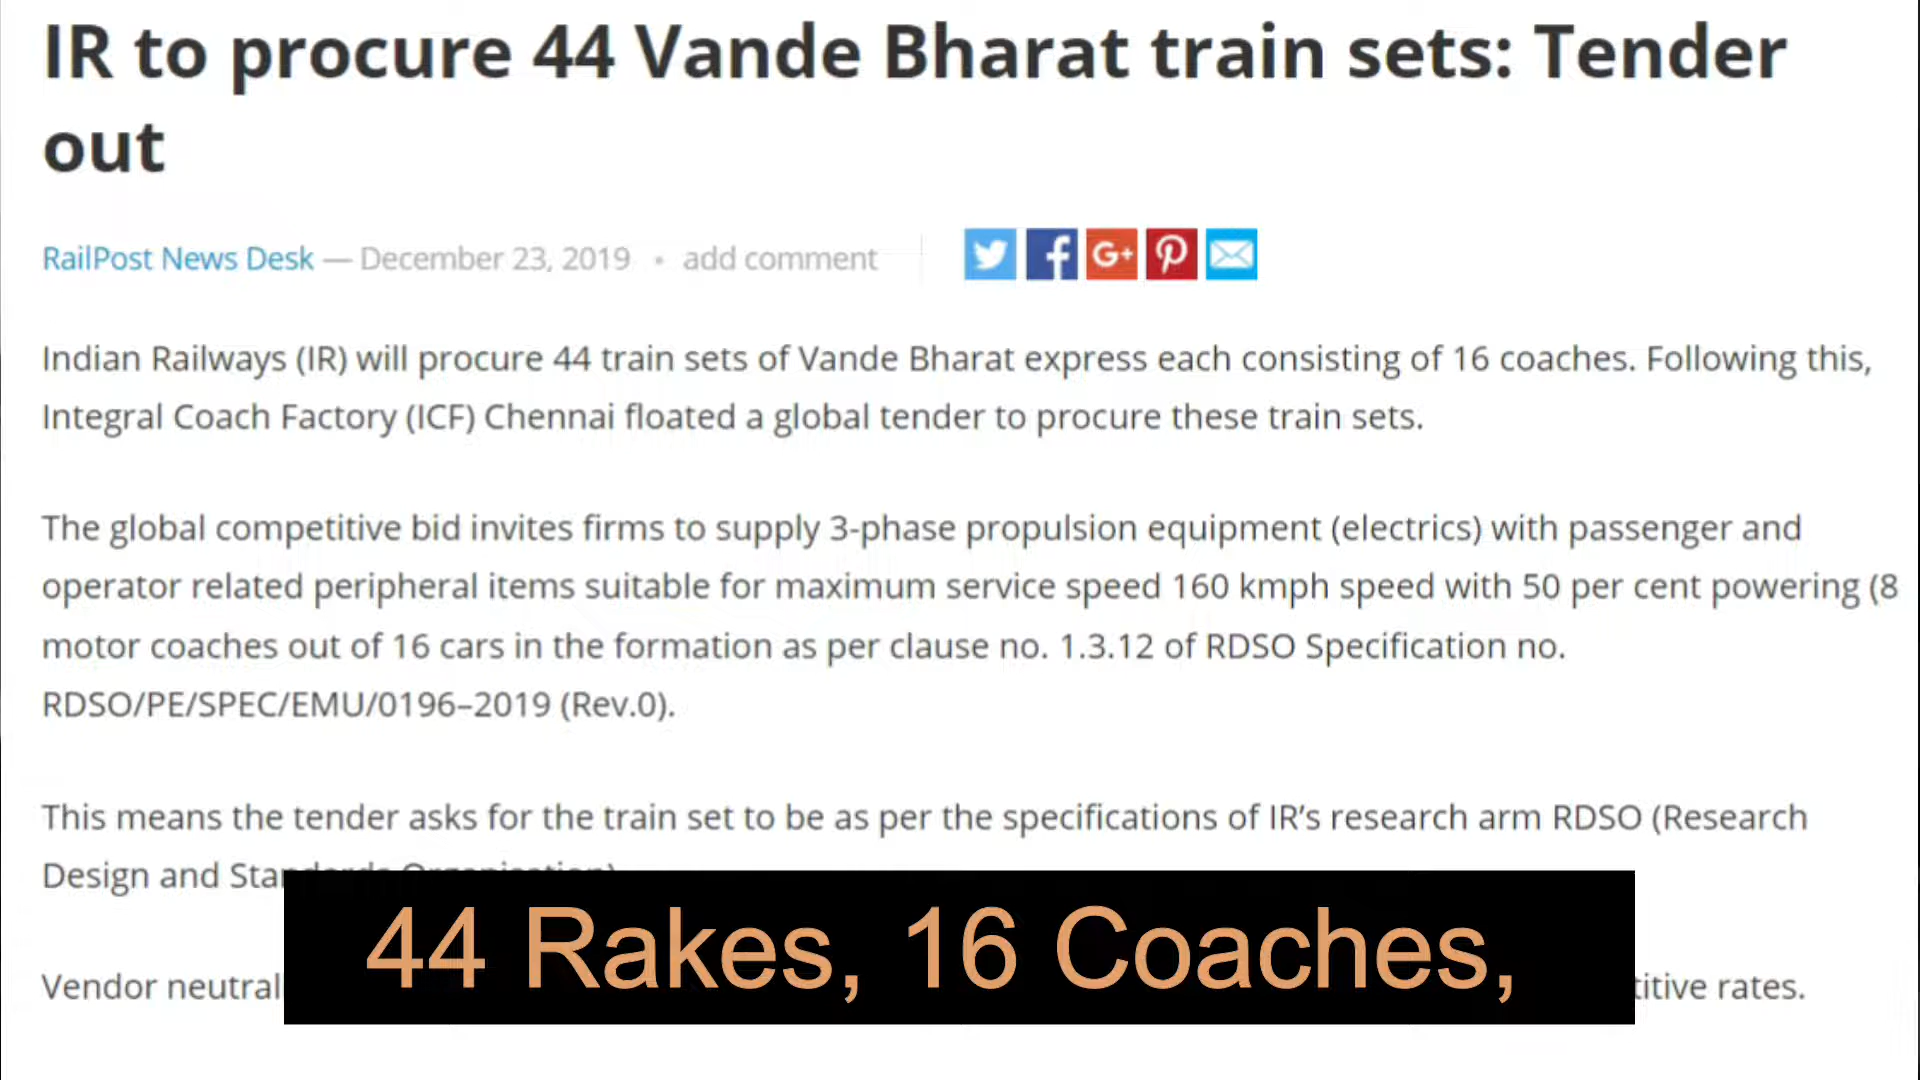 IR to procure 44 Vande Bharat train sets: Tender
out
RailPost News Desk — December 23, 2019 • add comment
Indian Railways (IR) will procure 44 train sets of Vande Bharat express each consisting of 16 coaches. Following this,
Integral Coach Factory (ICF) Chennai floated a global tender to procure these train sets.
The global competitive bid invites firms to supply 3-phase propulsion equipment (electrics) with passenger and
operator related peripheral items suitable for maximum service speed 160 kmph speed with 50 per cent powering (8
motor coaches out of 16 cars in the formation as per clause no. 1.3.12 of RDSO Specification no.
RDSO/PE/SPEC/EMU/0196–2019 (Rev.0).
This means the tender asks for the train set to be as per the specifications of IR’s research arm RDSO (Research
Design and
44 Rakes, 16 Coaches,
Vendor neutral rates.